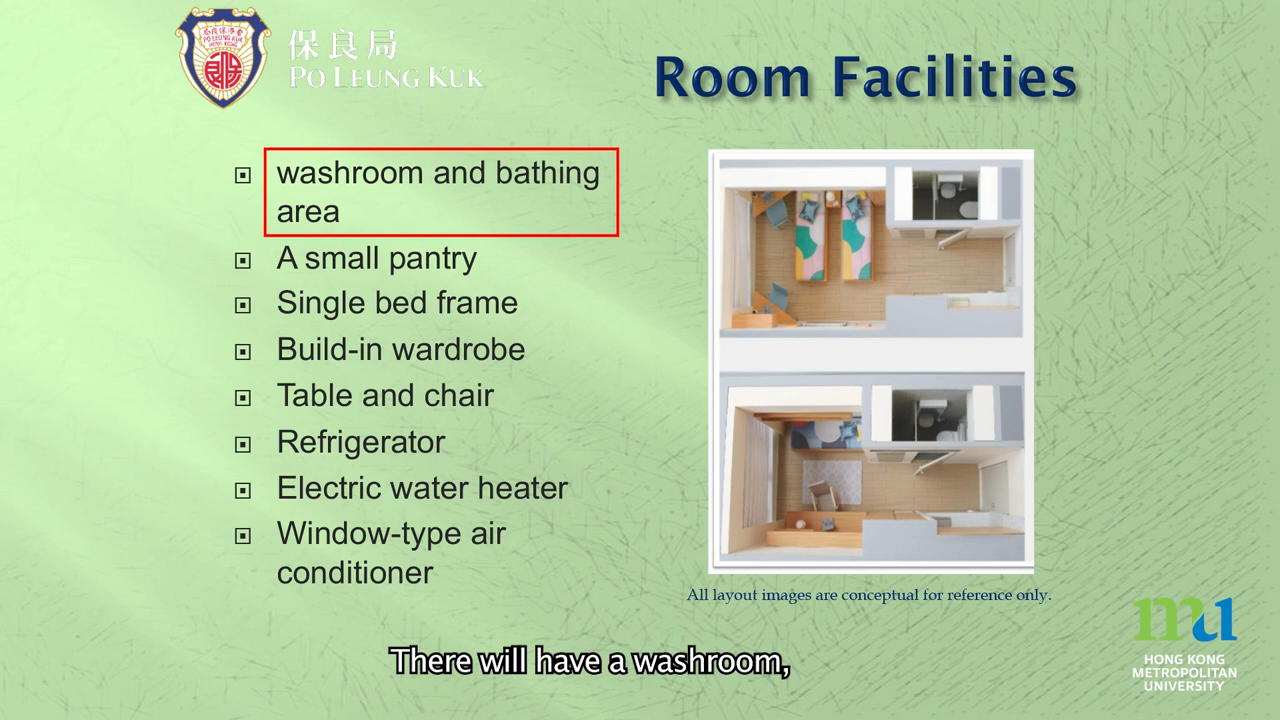 保良局
PO LEUNG KUK
Room Facilities
washroom and bathing
area
A small pantry
Single bed frame
Build-in wardrobe
Table and chair
Refrigerator
Electric water heater
Window-type air
conditioner
All layout images are conceptual for reference only.
There will have a washroom,
mu
HONG KONG
METROPOLITAN
UNIVERSITY